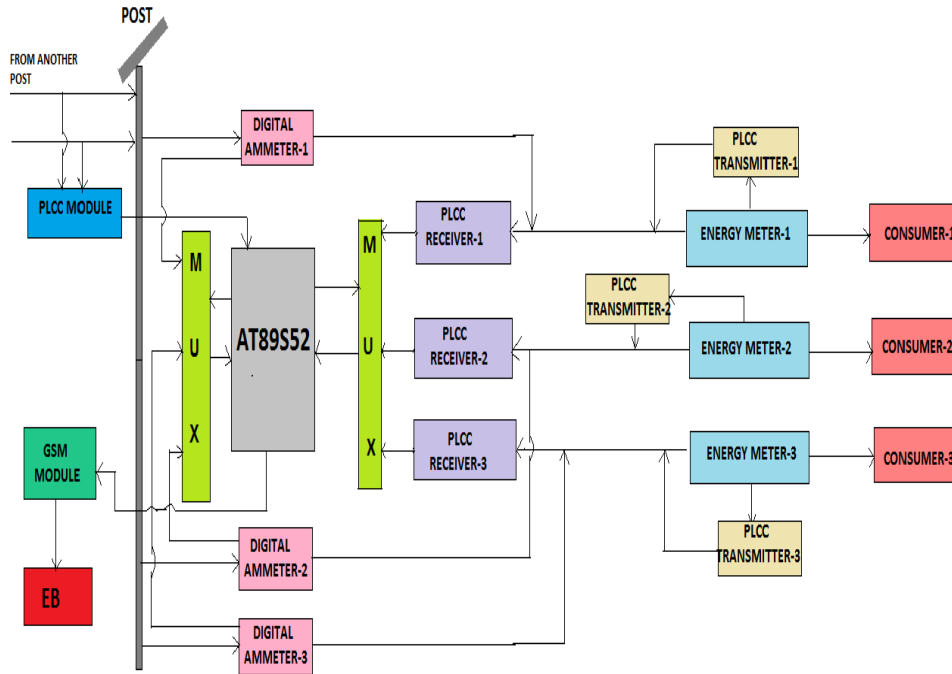 POST
FROM ANOTHER
POST
DIGITAL
AMMETER-1
PLCC
TRANSMITTER-1
PLCC MODULE
PLCC
RECEIVER-1
ENERGY METER-1
CONSUMER-1
M
U
X
AT89S52
.
M
U
X
PLCC
TRANSMITTER-2
PLCC
RECEIVER-2
ENERGY METER-2
CONSUMER-2
PLCC
RECEIVER-3
ENERGY METER-3
CONSUMER-3
GSM
MODULE
PLCC
TRANSMITTER-3
DIGITAL
AMMETER-2
EB
DIGITAL
AMMETER-3